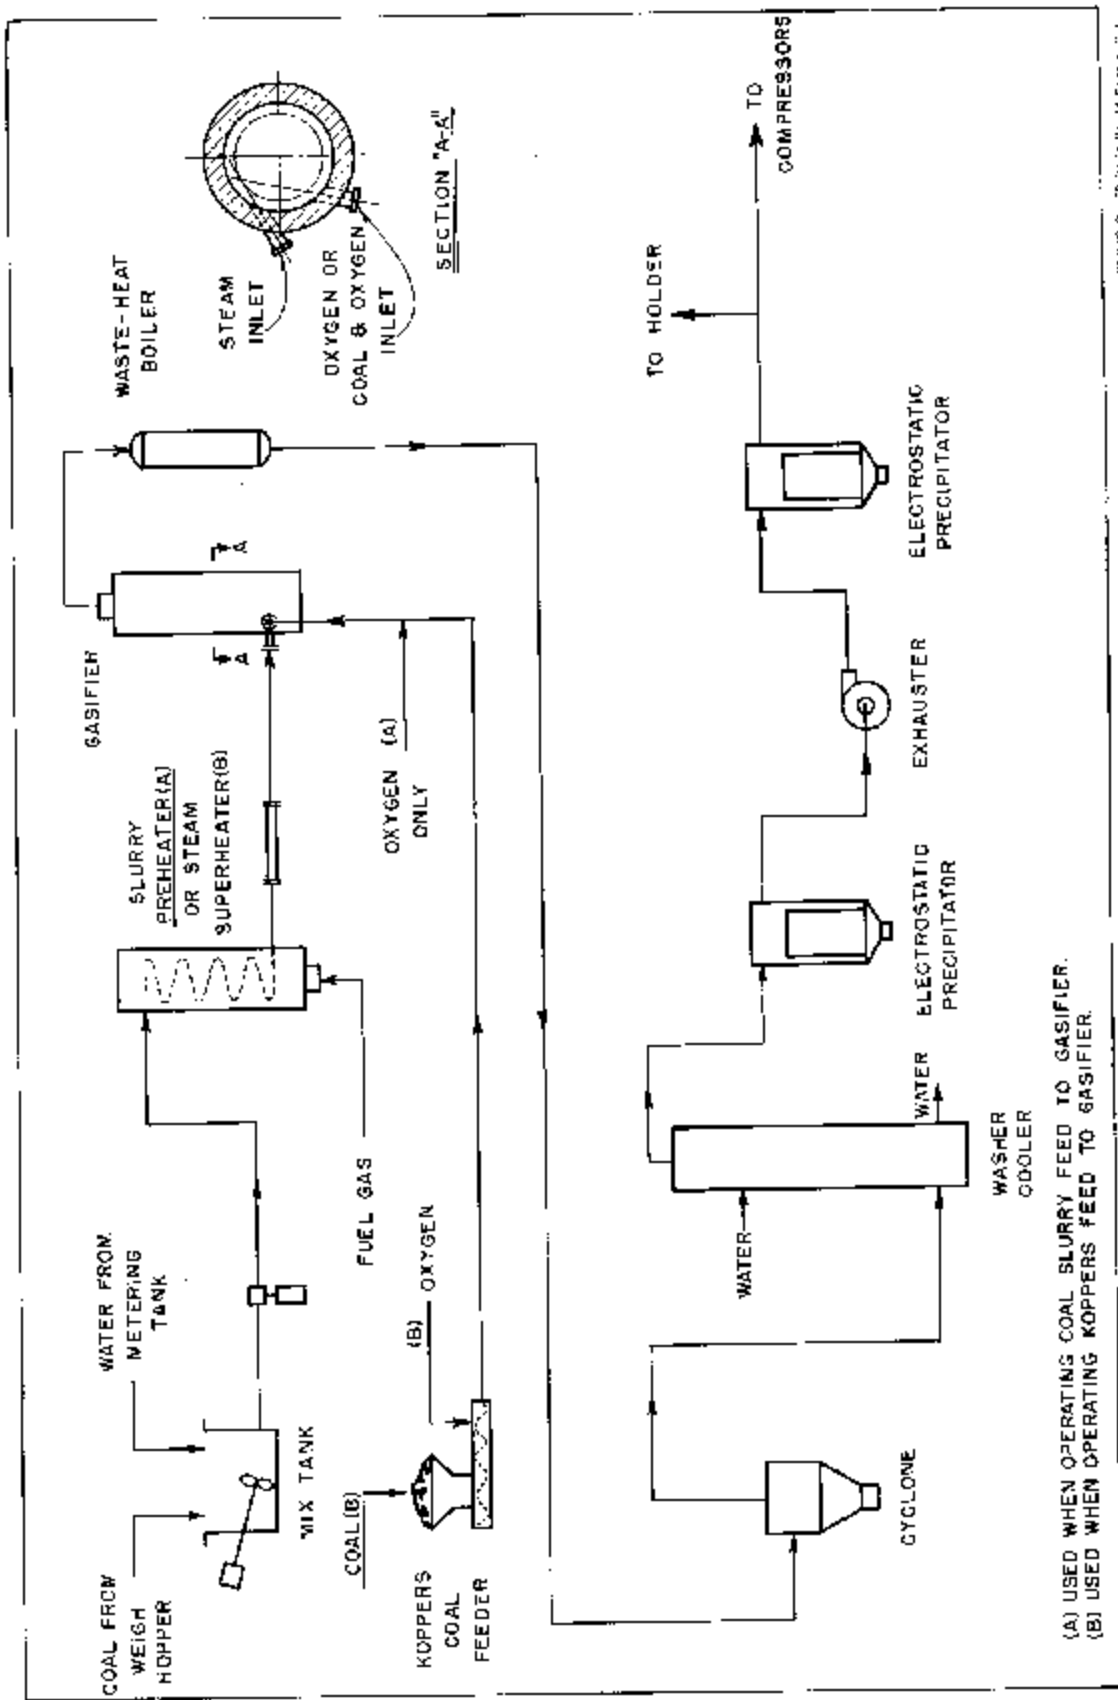 COAL FROM
WEIGH
HOPPER
WATER FROM
METERING
TANK
MIX TANK
SLURRY
PREHEATER(A)
OR STEAM
SUPERHEATER(B)
FUEL GAS
GASIFIER
A
A
WASTE-HEAT
BOILER
STEAM
INLET
OXYGEN OR
COAL & OXYGEN
INLET
SECTION "A-A"
COAL(B)
KOPPERS
COAL
FEEDER
(B) OXYGEN
OXYGEN (A)
ONLY
CYCLONE
WATER
WATER
WASHER
COOLER
ELECTROSTATIC
PRECIPITATOR
EXHAUSTER
ELECTROSTATIC
PRECIPITATOR
TO HOLDER
TO
COMPRESSORS
(A) USED WHEN OPERATING COAL SLURRY FEED TO GASIFIER.
(B) USED WHEN OPERATING KOPPERS FEED TO GASIFIER.